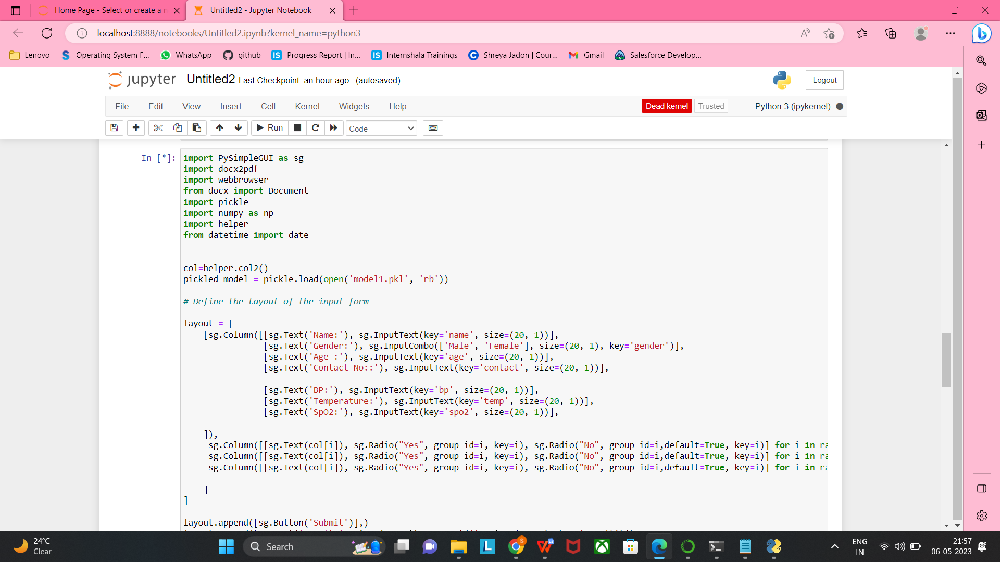 Home Page - Select or create a n
Untitled2 - Jupyter Notebook
localhost:8888/notebooks/Untitled2.ipynb?kernel_name=python3
Lenovo
Operating System F...
WhatsApp
github
Progress Report | In...
Internshala Trainings
Shreya Jadon | Cour...
Gmail
Salesforce Develop...
jupyter Untitled2 Last Checkpoint: an hour ago (autosaved)
Logout
File Edit View Insert Cell Kernel Widgets Help
Dead kernel Trusted Python 3 (ipykernel)
Run Code
In [*]:
import PySimpleGUI as sg
import docx2pdf
import webbrowser
from docx import Document
import pickle
import numpy as np
import helper
from datetime import date
col=helper.col2()
pickled_model = pickle.load(open('model1.pkl', 'rb'))
# Define the layout of the input form
layout = [
[sg.Column([[sg.Text('Name:'), sg.InputText(key='name', size=(20, 1))],
[sg.Text('Gender:'), sg.InputCombo(['Male', 'Female'], size=(20, 1), key='gender')],
[sg.Text('Age :'), sg.InputText(key='age', size=(20, 1))],
[sg.Text('Contact No::'), sg.InputText(key='contact', size=(20, 1))],
[sg.Text('BP:'), sg.InputText(key='bp', size=(20, 1))],
[sg.Text('Temperature:'), sg.InputText(key='temp', size=(20, 1))],
[sg.Text('SpO2:'), sg.InputText(key='spo2', size=(20, 1))],
]),
sg.Column([[sg.Text(col[i]), sg.Radio("Yes", group_id=i, key=i), sg.Radio("No", group_id=i,default=True, key=i)] for i in ra
sg.Column([[sg.Text(col[i]), sg.Radio("Yes", group_id=i, key=i), sg.Radio("No", group_id=i,default=True, key=i)] for i in ra
sg.Column([[sg.Text(col[i]), sg.Radio("Yes", group_id=i, key=i), sg.Radio("No", group_id=i,default=True, key=i)] for i in ra
]
]
layout.append([sg.Button('Submit')],)
24°C
Clear
Search
ENG
IN
21:57
06-05-2023